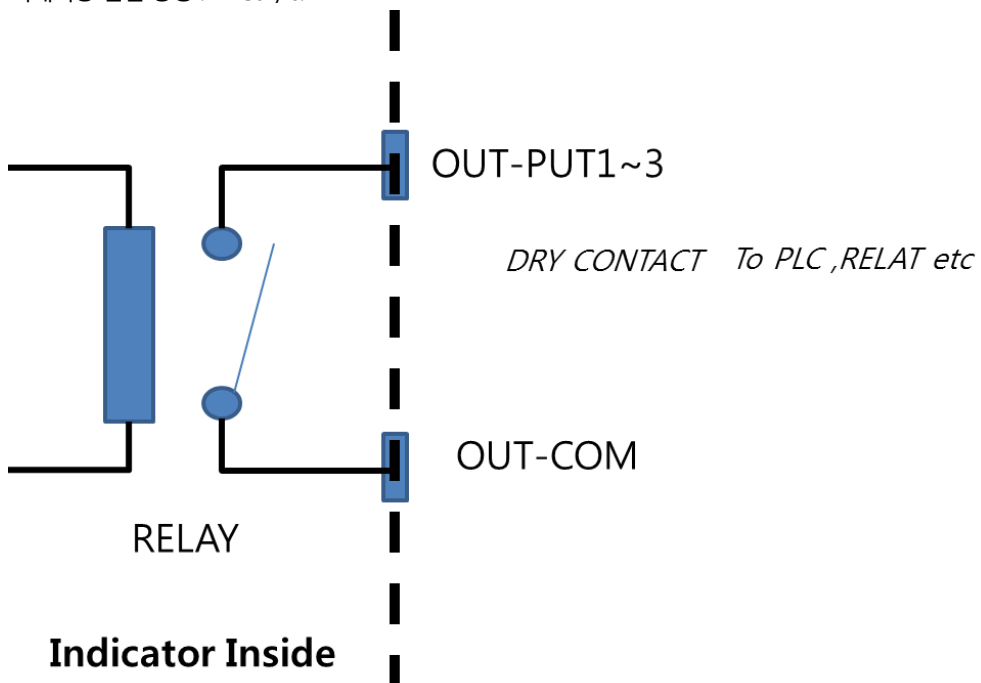 OUT-PUT1~3
DRY CONTACT To PLC ,RELAT etc
OUT-COM
RELAY
Indicator Inside